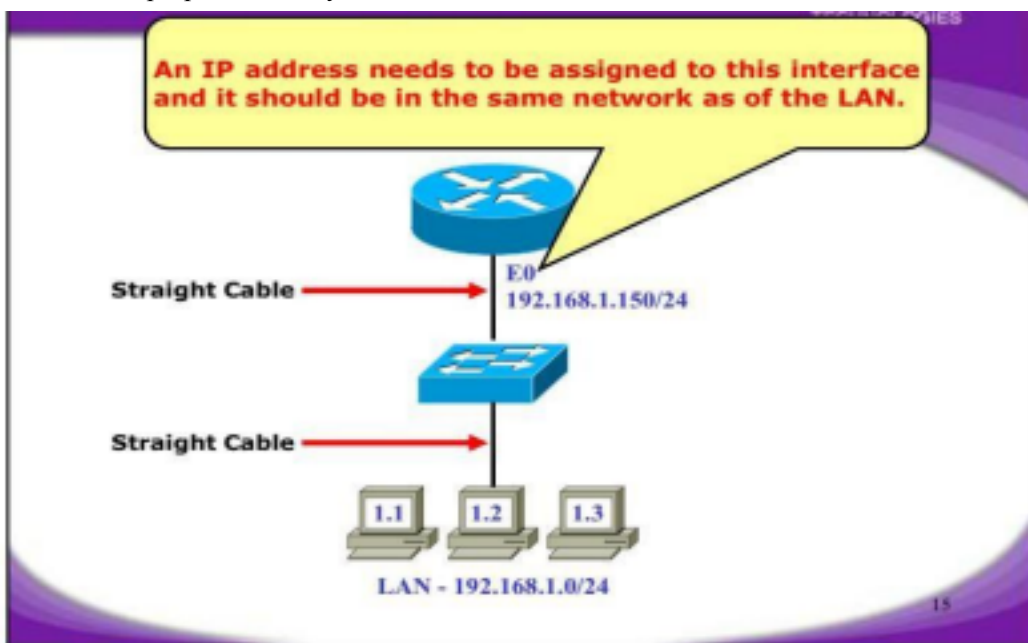 TECHNOLOGIES
An IP address needs to be assigned to this interface
and it should be in the same network as of the LAN.
E0
192.168.1.150/24
Straight Cable
Straight Cable
1.1 1.2 1.3
LAN - 192.168.1.0/24
15